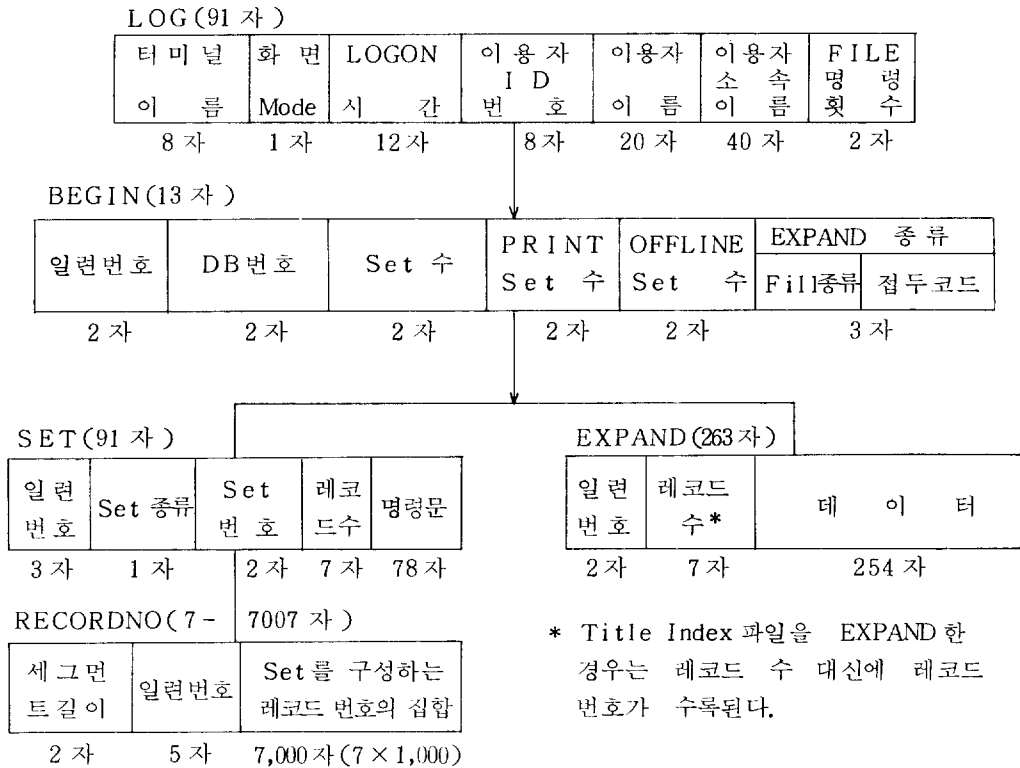 LOG(91자)
터미널 화면 LOGON 이용자 이용자 이용자 FILE
ID 소속 명령
이름 Mode 시간 번호 이름 이름 횟수
8자 1자 12자 8자 20자 40자 2자
BEGIN(13자)
일련번호 DB번호 Set 수 PRINT Set 수 OFFLINE Set 수 EXPAND 종류
Fill종류 접두코드
2자 2자 2자 2자 2자 3자
SET(91자) EXPAND(263자)
일련 Set 종류 Set 레코 명령문 일련 레코드 데이터
번호 번호 드수 번호 수*
3자 1자 2자 7자 78자 2자 7자 254자
RECORDNO(7- 7007자)
세그먼 일련번호 Set를 구성하는
트길이 레코드 번호의 집합
2자 5자 7,000자(7×1,000)
* Title Index 파일을 EXPAND한
경우는 레코드 수 대신에 레코드
번호가 수록된다.